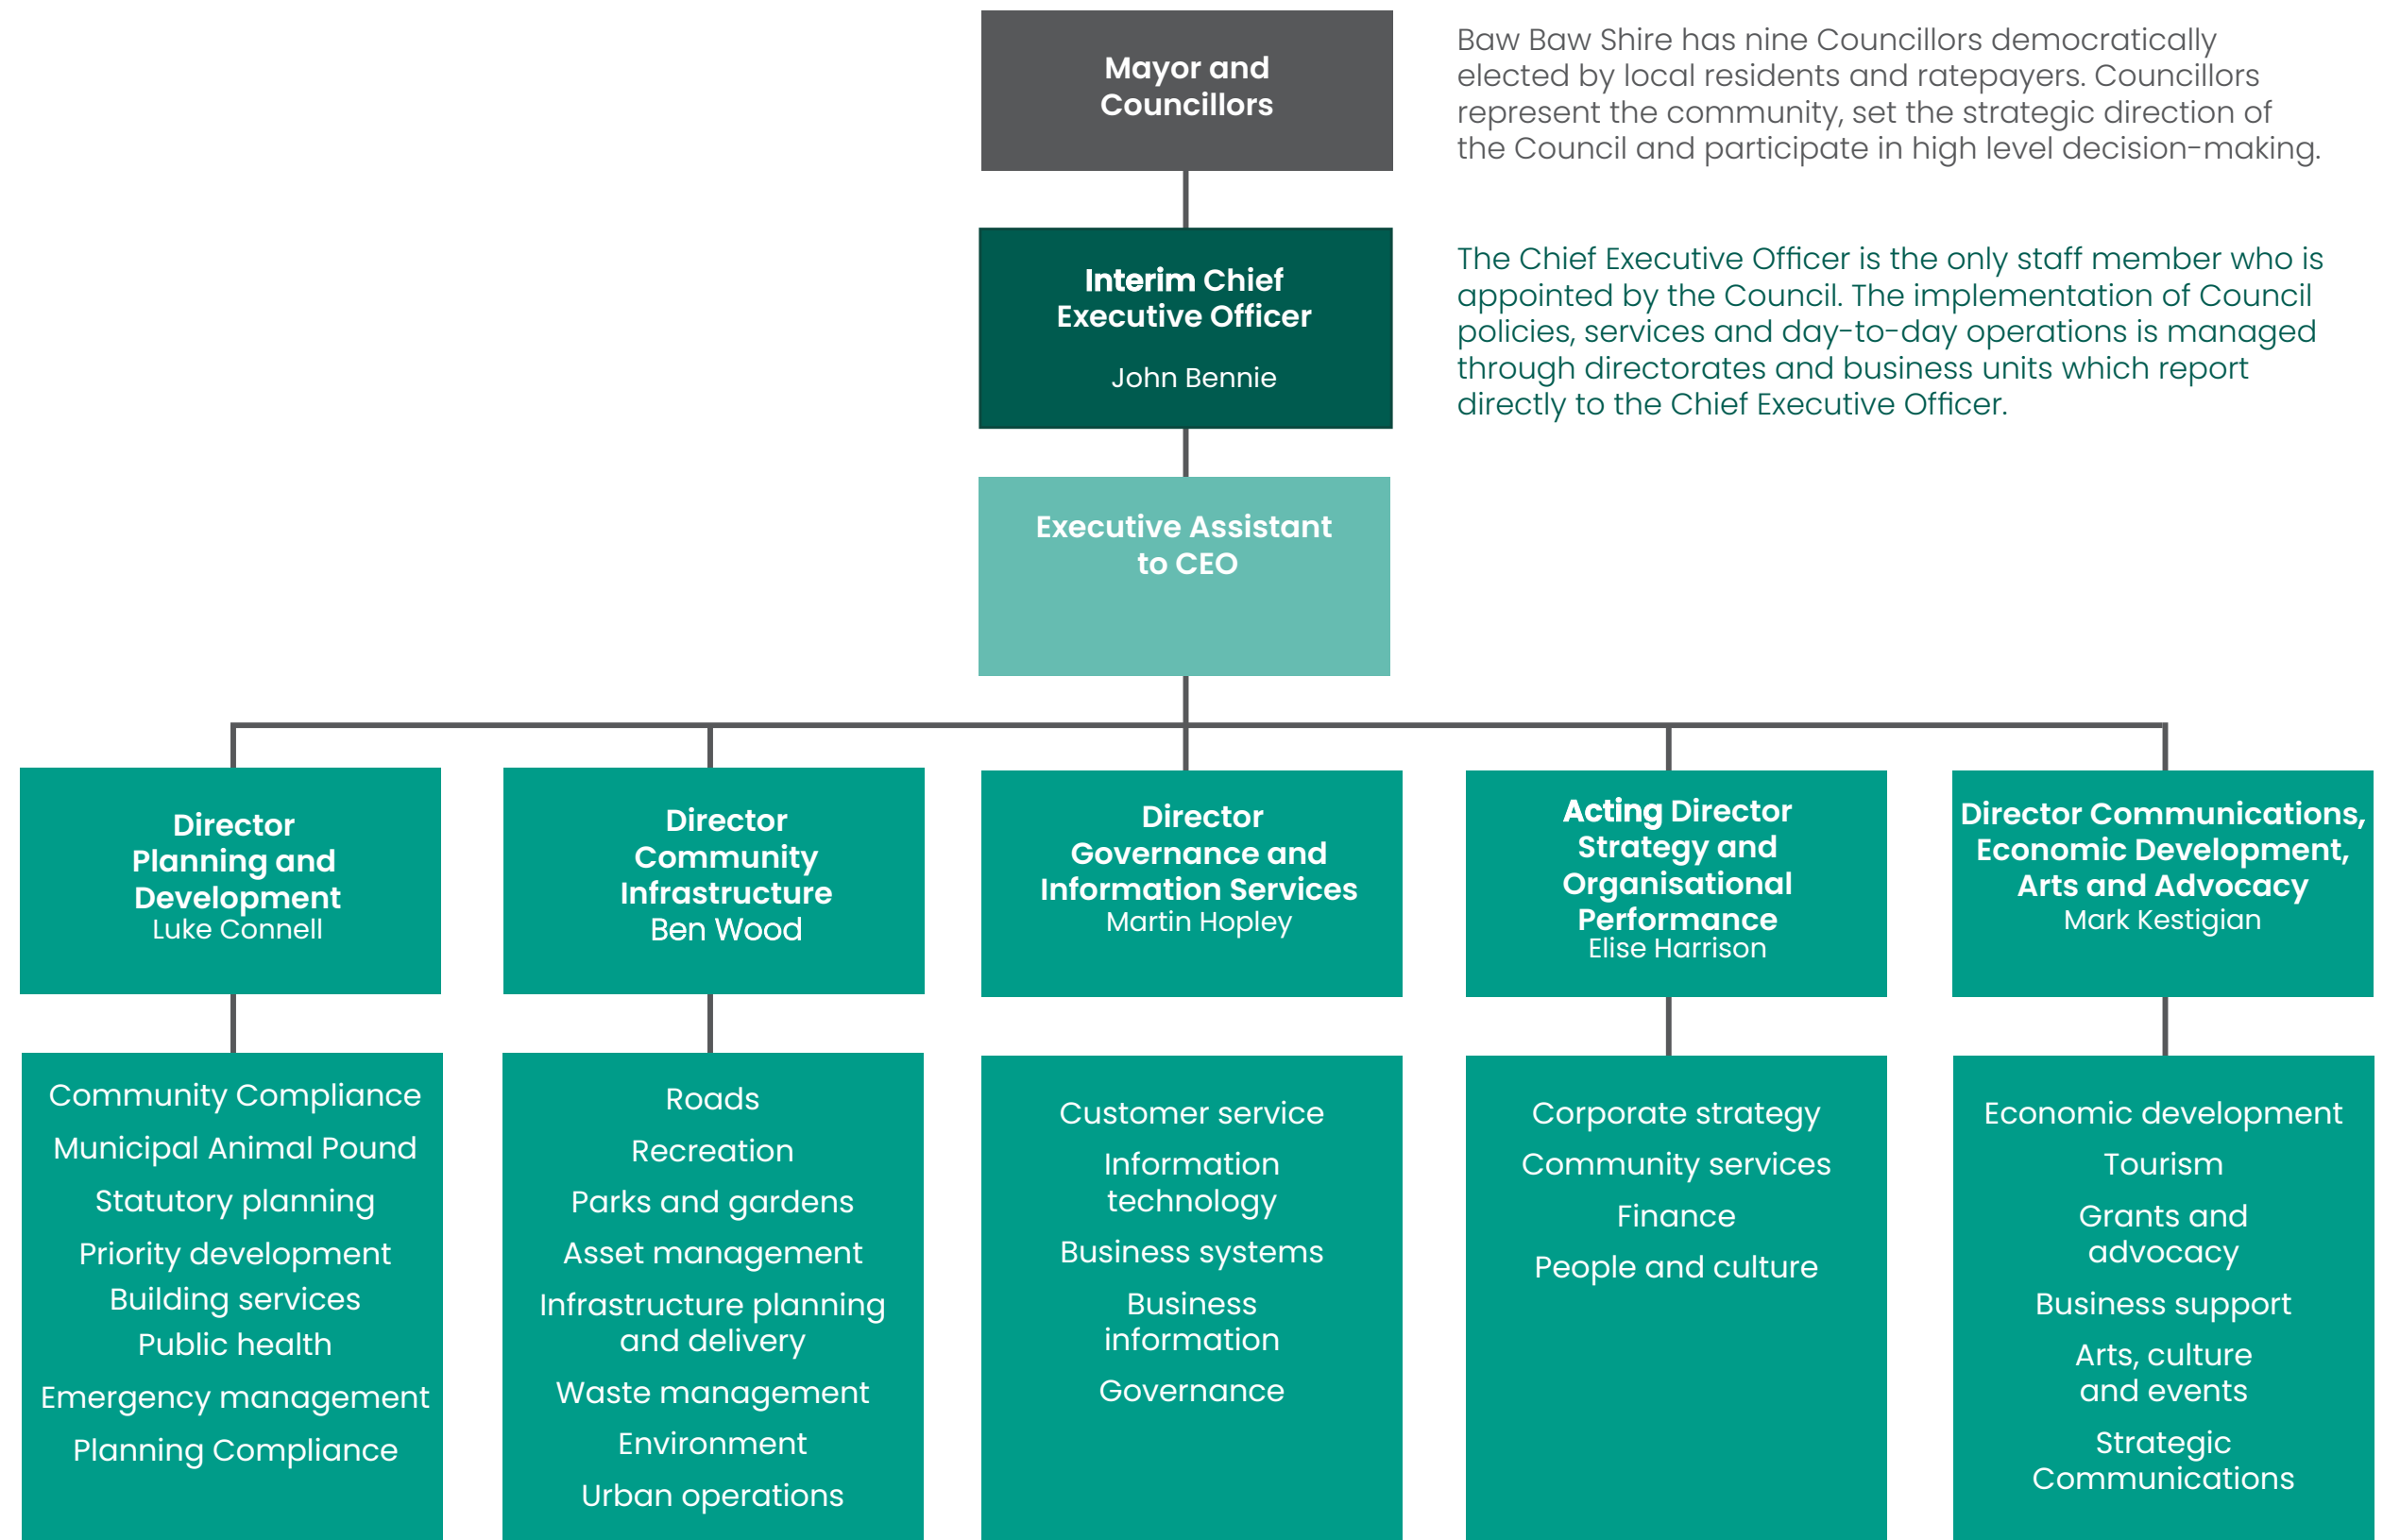 Mayor and
Councillors
Baw Baw Shire has nine Councillors democratically
elected by local residents and ratepayers. Councillors
represent the community, set the strategic direction of
the Council and participate in high level decision-making.
Interim Chief
Executive Officer
John Bennie
The Chief Executive Officer is the only staff member who is
appointed by the Council. The implementation of Council
policies, services and day-to-day operations is managed
through directorates and business units which report
directly to the Chief Executive Officer.
Executive Assistant
to CEO
Director
Planning and
Development
Luke Connell
Director
Community
Infrastructure
Ben Wood
Director
Governance and
Information Services
Martin Hopley
Acting Director
Strategy and
Organisational
Performance
Elise Harrison
Director Communications,
Economic Development,
Arts and Advocacy
Mark Kestigian
Community Compliance
Municipal Animal Pound
Statutory planning
Priority development
Building services
Public health
Emergency management
Planning Compliance
Roads
Recreation
Parks and gardens
Asset management
Infrastructure planning
and delivery
Waste management
Environment
Urban operations
Customer service
Information
technology
Business systems
Business
information
Governance
Corporate strategy
Community services
Finance
People and culture
Economic development
Tourism
Grants and
advocacy
Business support
Arts, culture
and events
Strategic
Communications